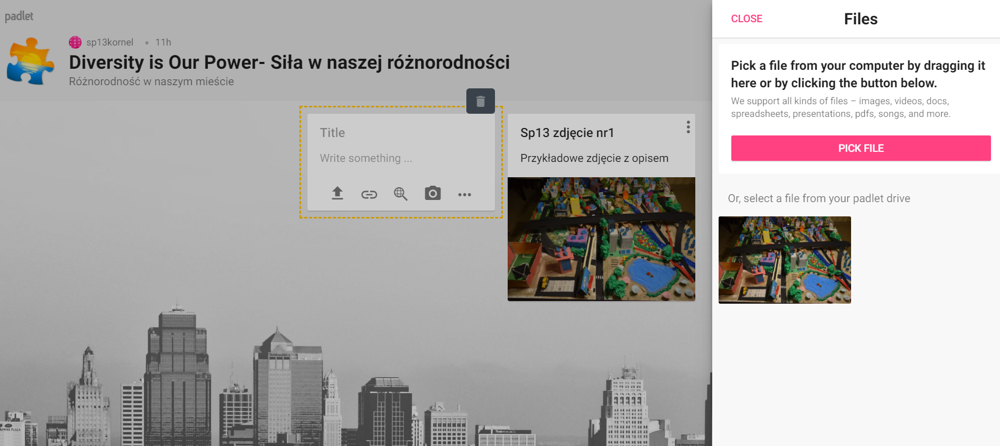 padlet
sp13kornel • 11h
Diversity is Our Power- Siła w naszej różnorodności
Różnorodność w naszym mieście
Title
Write something ...
Sp13 zdjęcie nr1
Przykładowe zdjęcie z opisem
CLOSE
Files
Pick a file from your computer by dragging it
here or by clicking the button below.
We support all kinds of files – images, videos, docs,
spreadsheets, presentations, pdfs, songs, and more.
PICK FILE
Or, select a file from your padlet drive